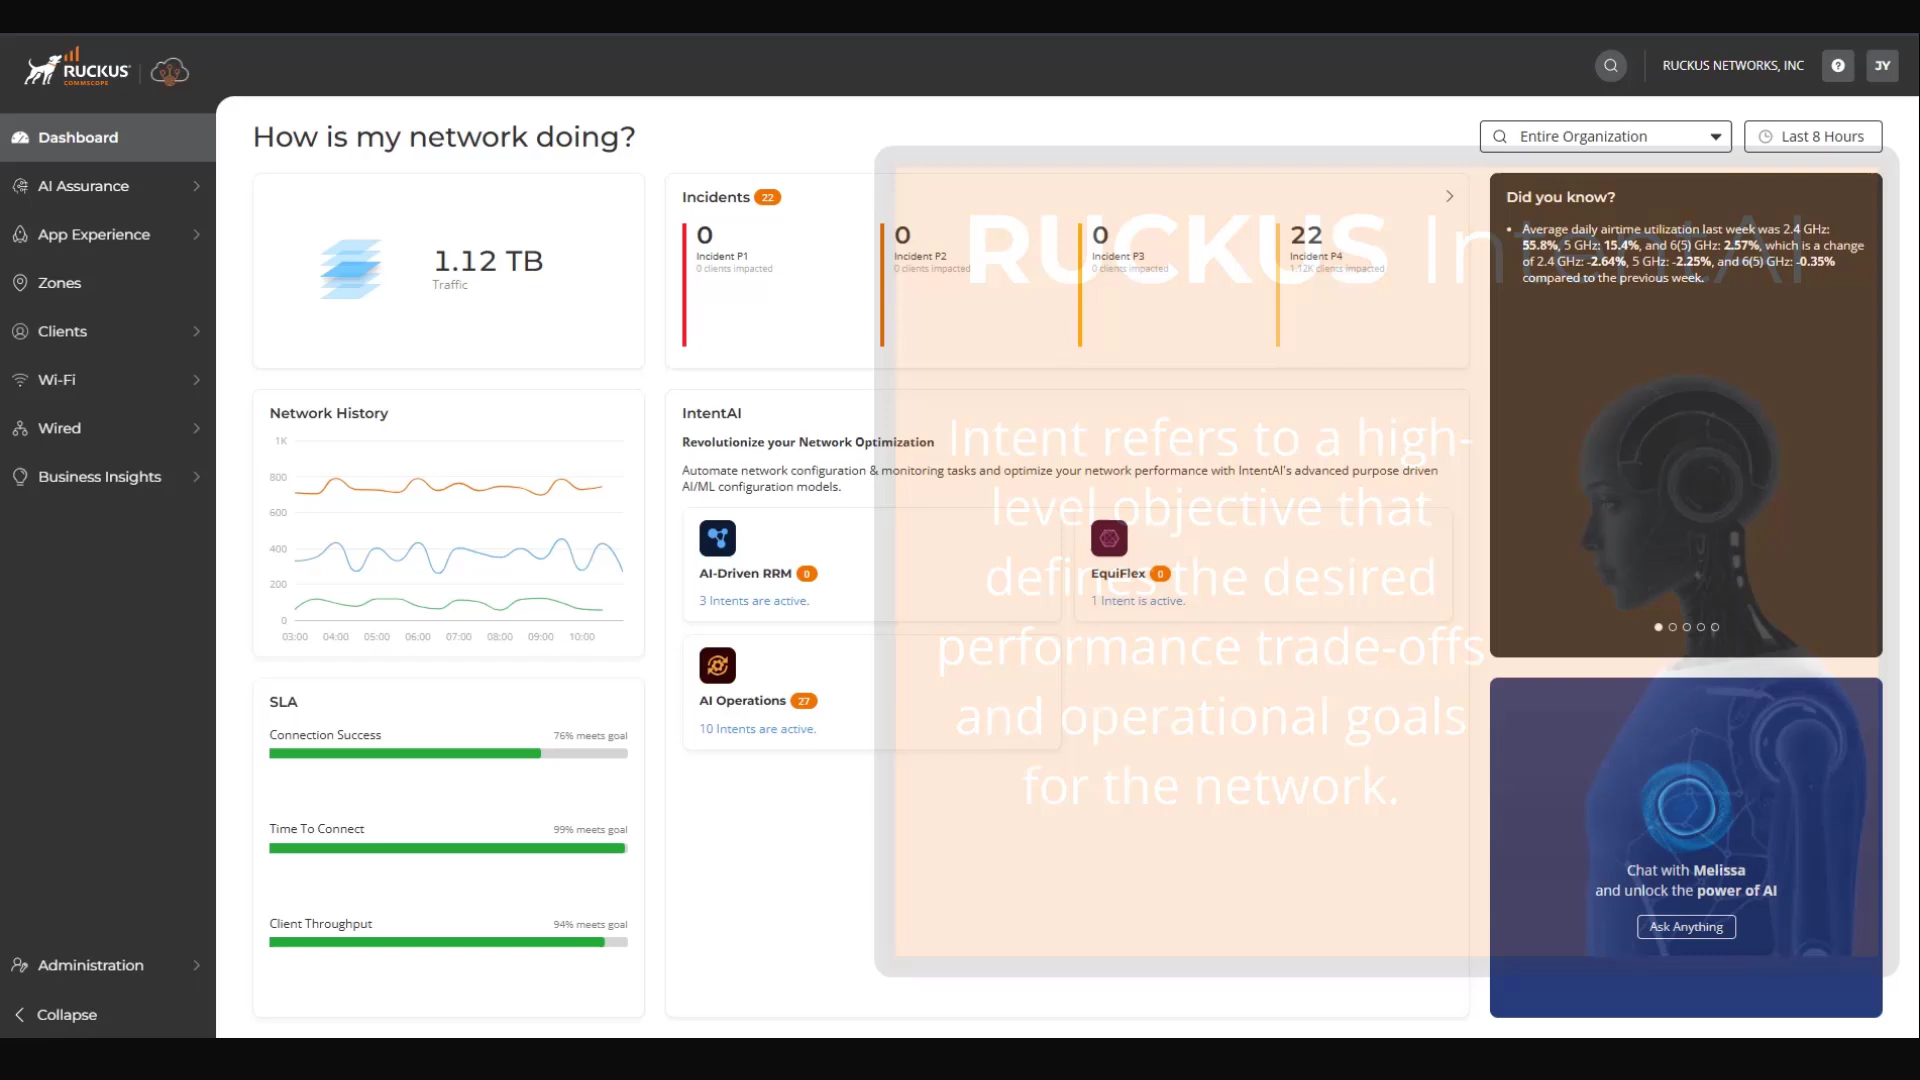 RUCKUS
COMMSCOPE
RUCKUS NETWORKS, INC
?
JY
Dashboard
AI Assurance
App Experience
Zones
Clients
Wi-Fi
Wired
Business Insights
Administration
Collapse
How is my network doing?
Entire Organization
Last 8 Hours
1.12 TB
Traffic
Incidents 22
0
Incident P1
0 clients impacted
0
Incident P2
0 clients impacted
0
Incident P3
0 clients impacted
22
Incident P4
1.12K clients impacted
Did you know?
Average daily airtime utilization last week was 2.4 GHz:
55.8%, 5 GHz: 15.4%, and 6(5) GHz: 2.57%, which is a change
of 2.4 GHz: -2.64%, 5 GHz: -2.25%, and 6(5) GHz: -0.35%
compared to the previous week.
RUCKUS IntentAI
Intent refers to a high-
level objective that
defines the desired
performance trade-offs
and operational goals
for the network.
Network History
1K
800
600
400
200
0
03:00 04:00 05:00 06:00 07:00 08:00 09:00 10:00
IntentAI
Revolutionize your Network Optimization
Automate network configuration & monitoring tasks and optimize your network performance with IntentAI's advanced purpose driven
AI/ML configuration models.
AI-Driven RRM 0
3 Intents are active.
EquiFlex 0
1 Intent is active.
AI Operations 27
10 Intents are active.
SLA
Connection Success 76% meets goal
Time To Connect 99% meets goal
Client Throughput 94% meets goal
Chat with Melissa
and unlock the power of AI
Ask Anything